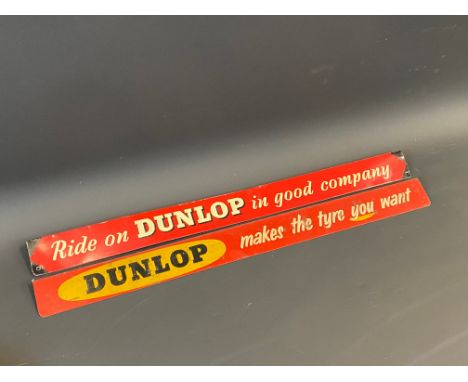 Ride on DUNLOP in good company
DUNLOP makes the tyre you want